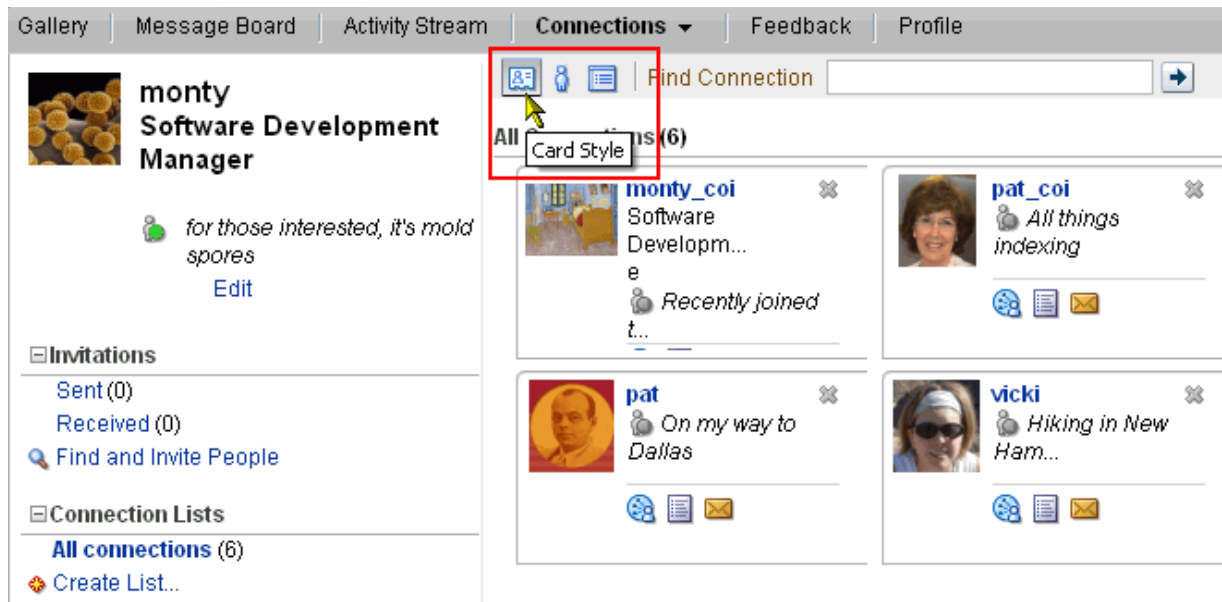 Gallery Message Board Activity Stream Connections Feedback Profile
Find Connection
monty
Software Development
Manager
for those interested, it's mold
spores
Edit
Invitations
Sent (0)
Received (0)
Find and Invite People
Connection Lists
All connections (6)
Create List...
All ns (6)
Card Style
monty_coi
Software
Developm...
e
Recently joined
t...
pat_coi
All things
indexing
pat
On my way to
Dallas
vicki
Hiking in New
Ham...